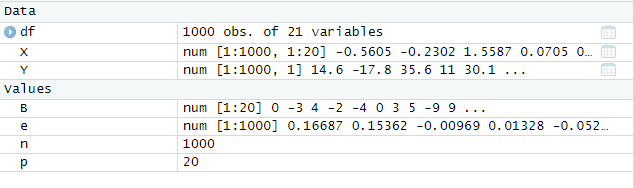 Data
df 1000 obs. of 21 variables
X num [1:1000, 1:20] -0.5605 -0.2302 1.5587 0.0705 0…
Y num [1:1000, 1] 14.6 -17.8 35.6 11 30.1 ...
Values
B num [1:20] 0 -3 4 -2 -4 0 3 5 -9 9 ...
e num [1:1000] 0.16687 0.15362 -0.00969 0.01328 -0.052…
n 1000
p 20